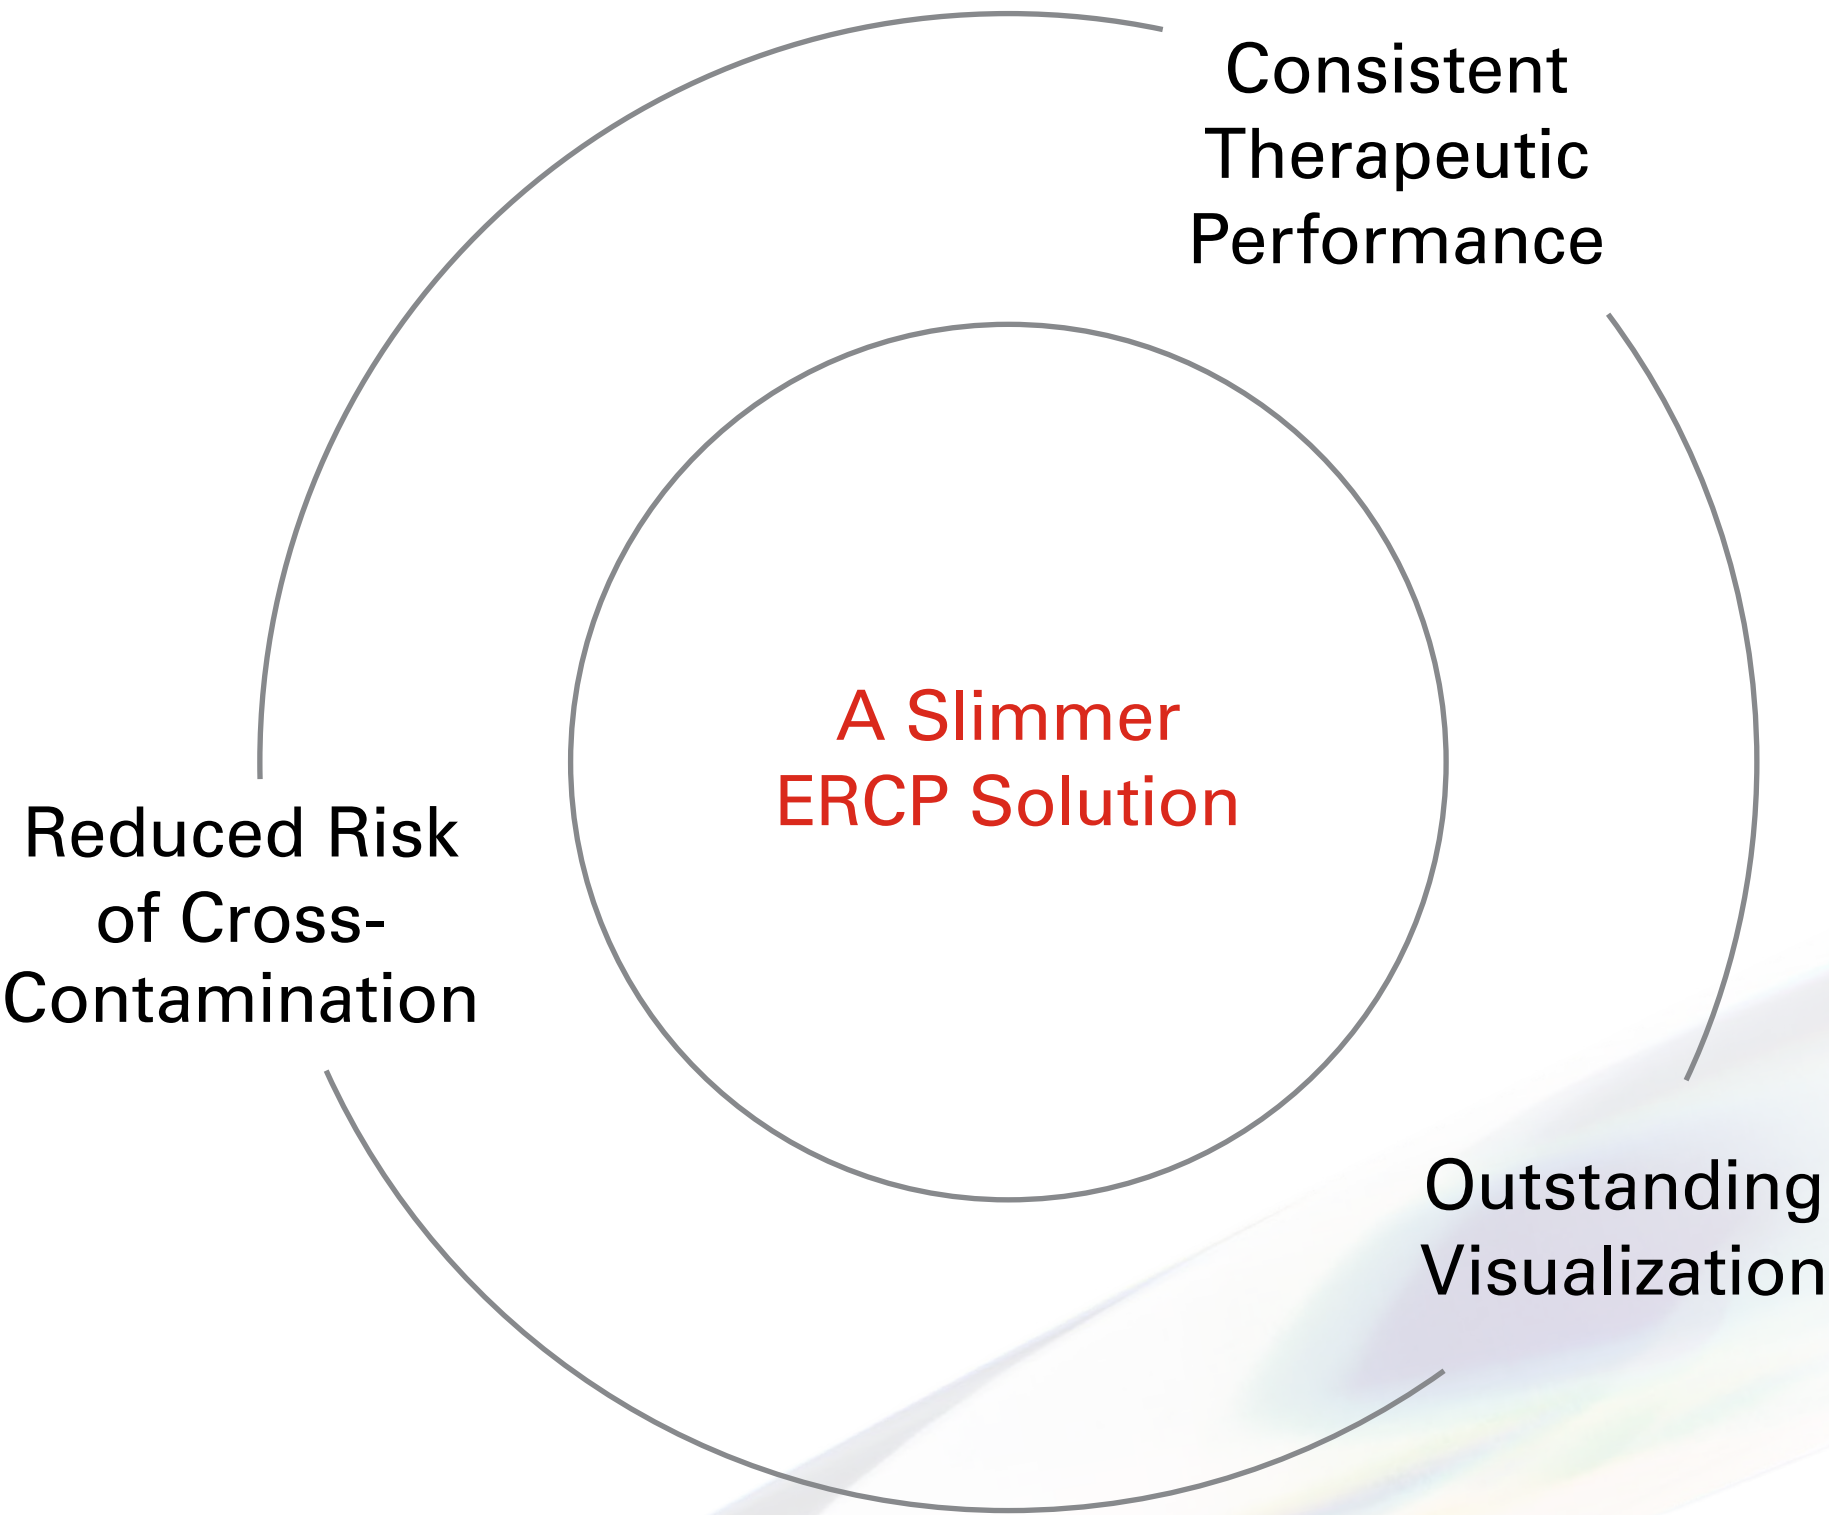 Consistent
Therapeutic
Performance
A Slimmer
ERCP Solution
Reduced Risk
of Cross-
Contamination
Outstanding
Visualization